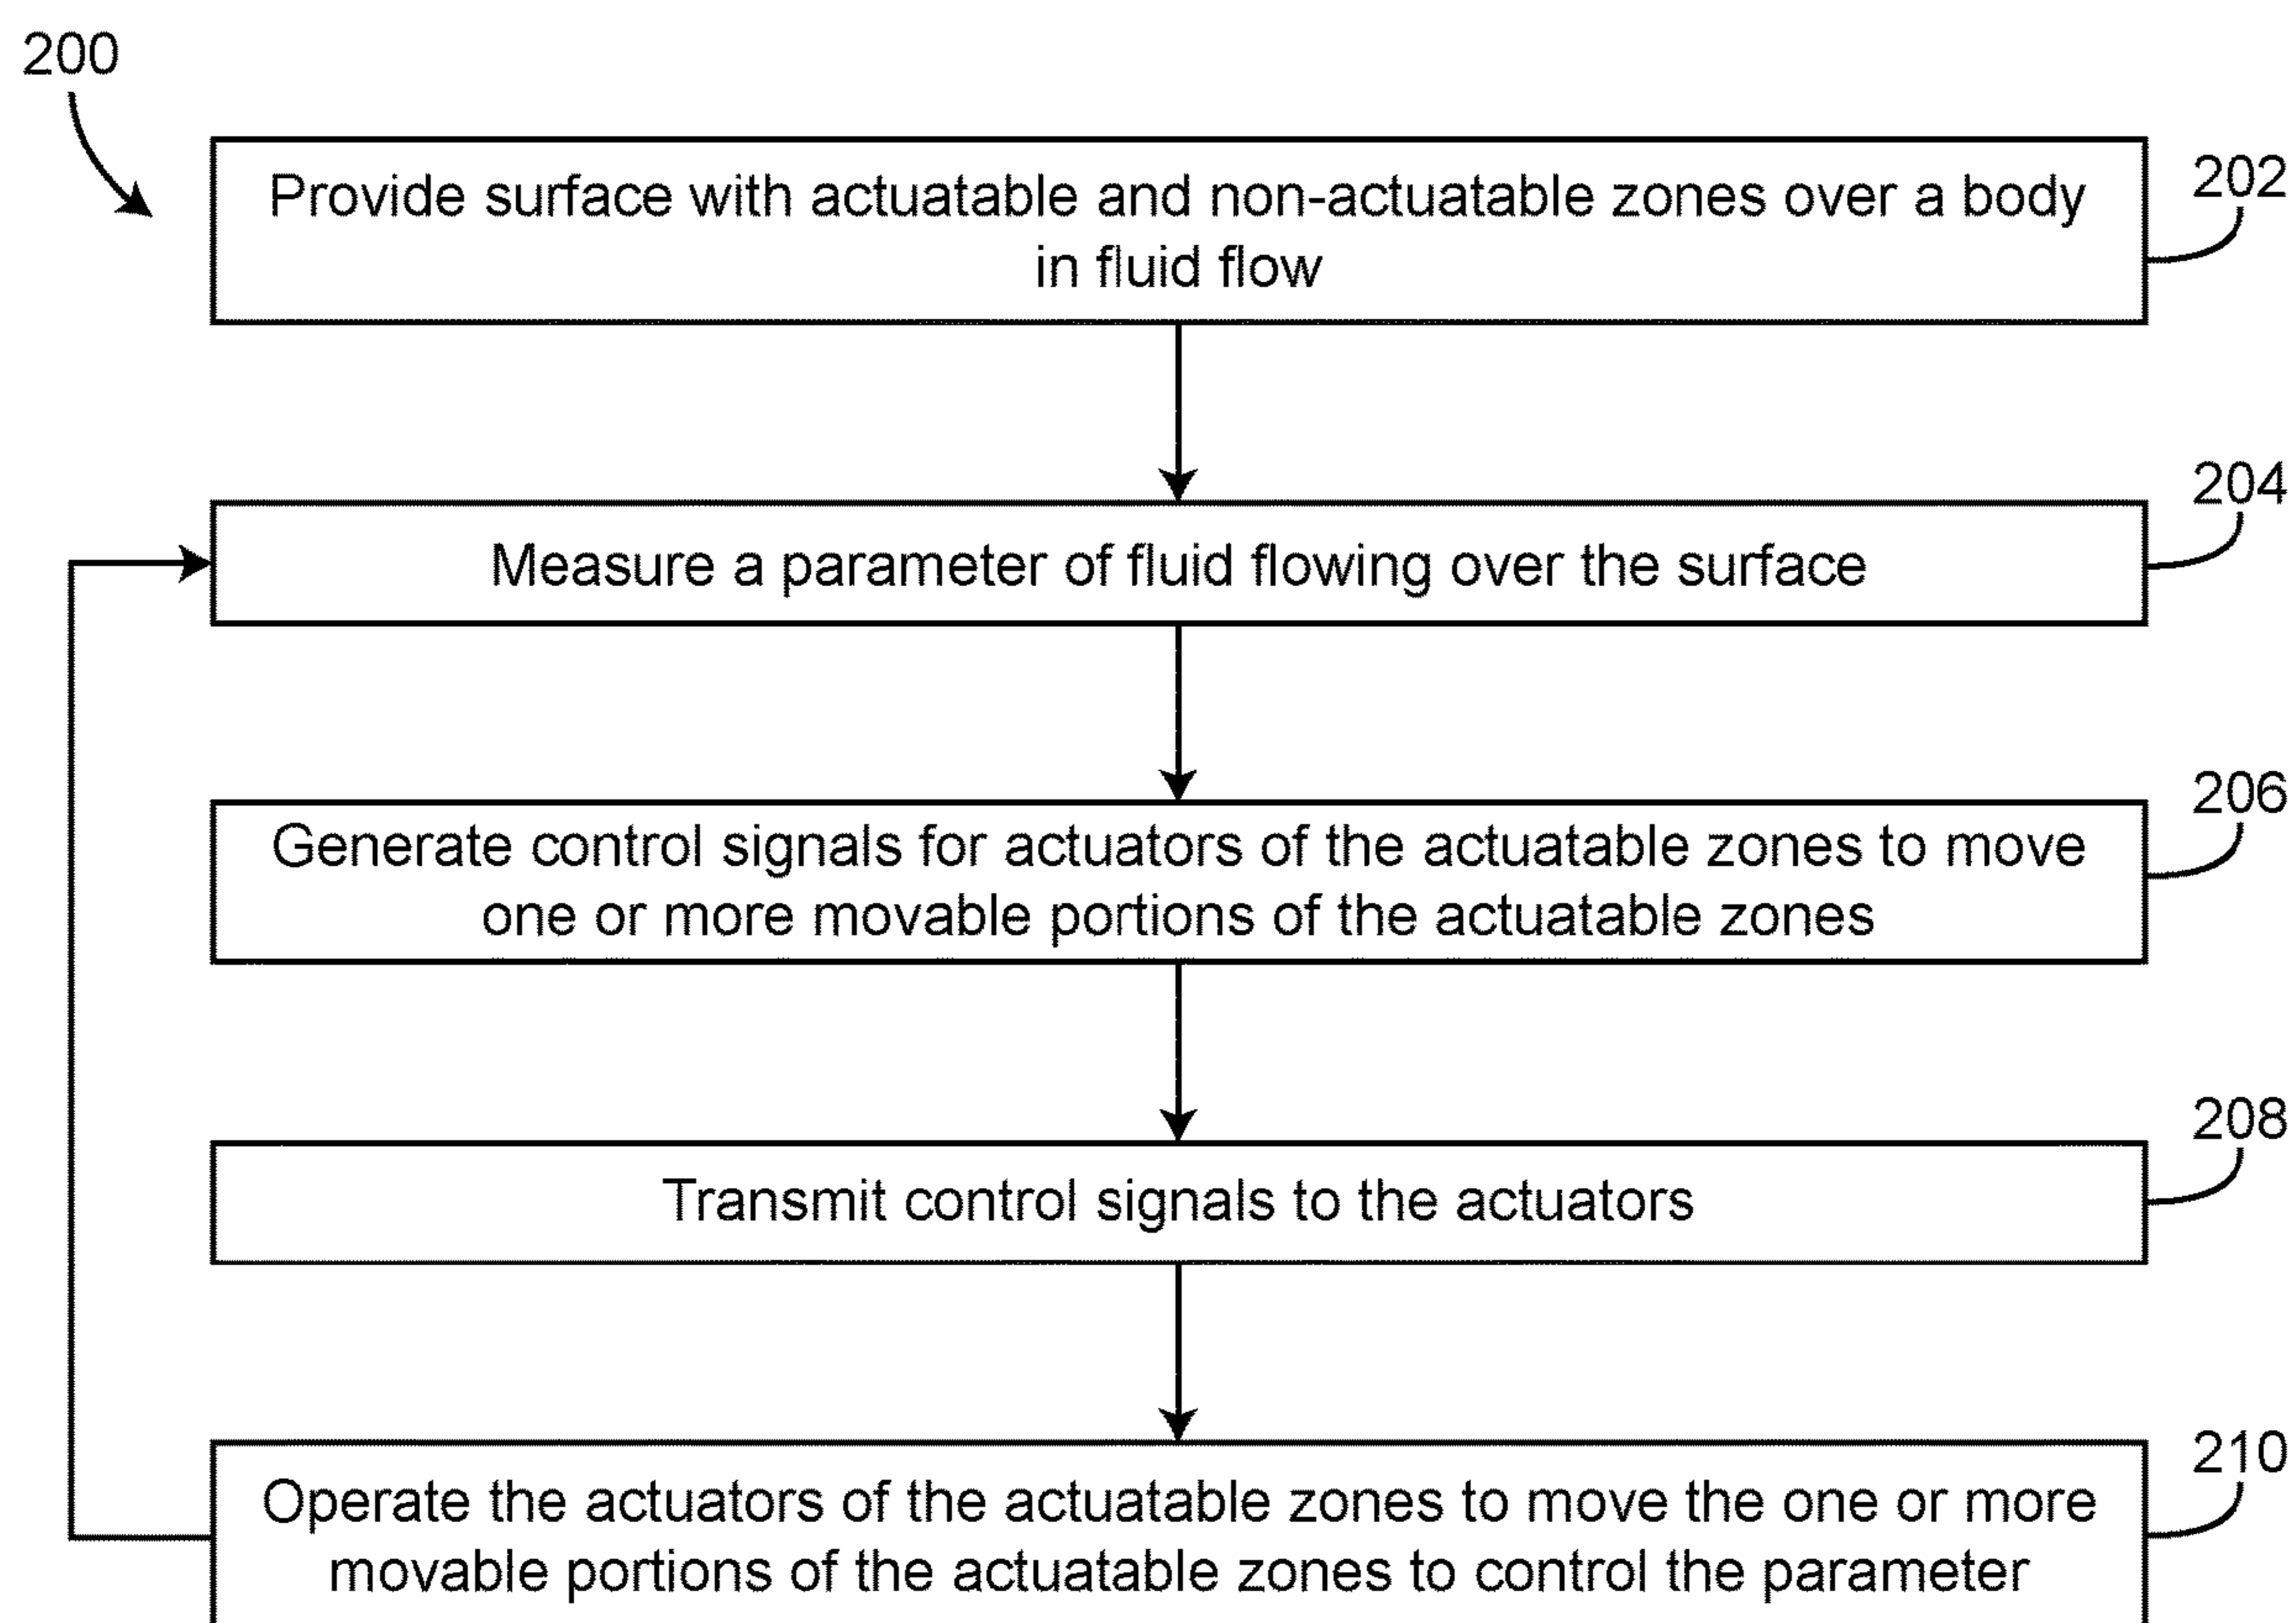 200
Provide surface with actuatable and non-actuatable zones over a body
in fluid flow
202
Measure a parameter of fluid flowing over the surface
204
Generate control signals for actuators of the actuatable zones to move
one or more movable portions of the actuatable zones
206
Transmit control signals to the actuators
208
Operate the actuators of the actuatable zones to move the one or more
movable portions of the actuatable zones to control the parameter
210